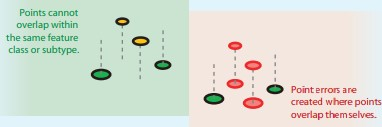 Points cannot
overlap within
the same feature
class or subtype.
Point errors are
created where points
overlap themselves.